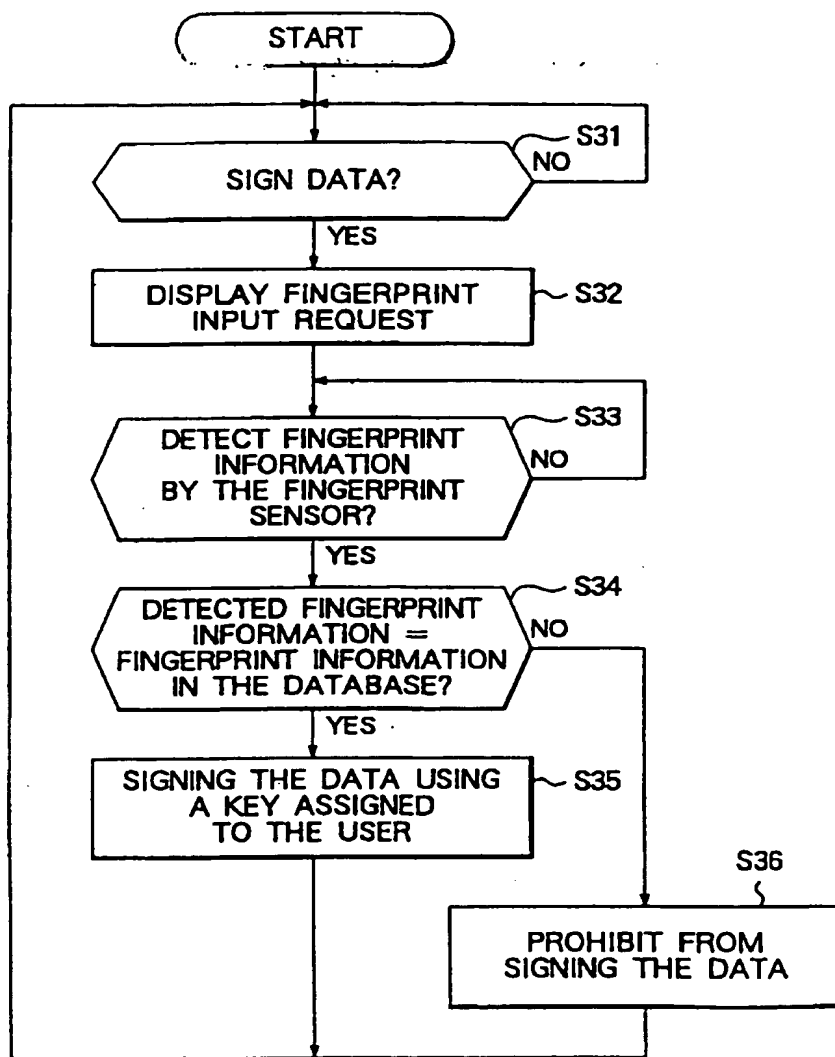 START
S31
SIGN DATA?
NO
YES
DISPLAY FINGERPRINT
INPUT REQUEST
S32
S33
DETECT FINGERPRINT
INFORMATION
BY THE FINGERPRINT
SENSOR?
NO
YES
S34
DETECTED FINGERPRINT
INFORMATION =
FINGERPRINT INFORMATION
IN THE DATABASE?
NO
YES
SIGNING THE DATA USING
A KEY ASSIGNED
TO THE USER
S35
S36
PROHIBIT FROM
SIGNING THE DATA